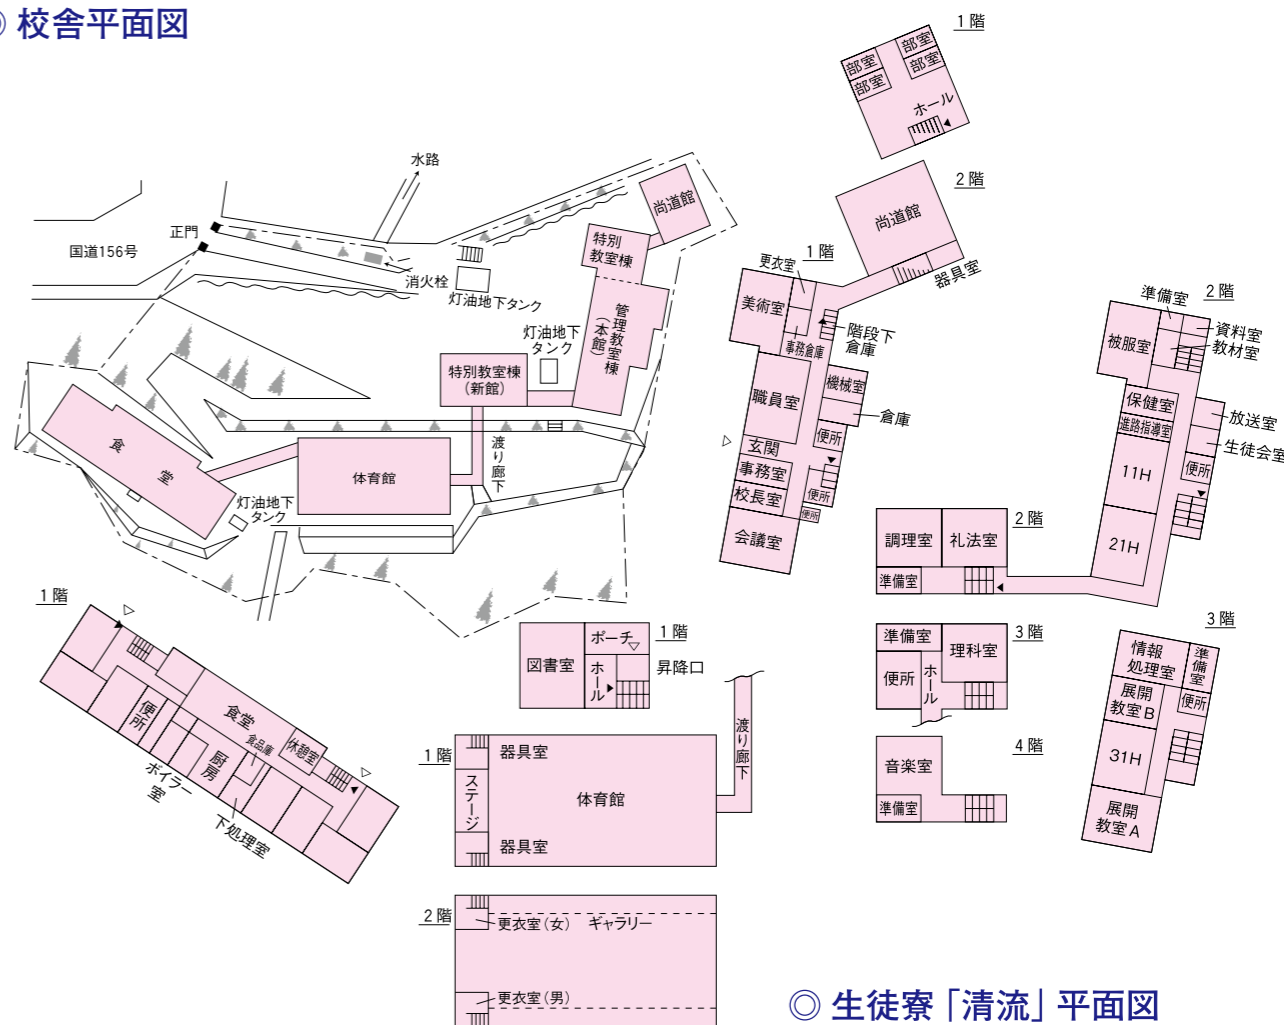 ◎ 校舎平面図
水路
正門
国道156号
消火栓
灯油地下タンク
尚道館
特別
教室棟
管理教室棟
(本館)
灯油地下
タンク
特別教室棟
(新館)
渡り廊下
体育館
食堂
灯油地下
タンク
1階
部室
部室
部室
部室
ホール
2階
尚道館
器具室
1階
更衣室
美術室
事務倉庫
階段下
倉庫
職員室
機械室
倉庫
便所
玄関
事務室
校長室
便所
便所
会議室
2階
準備室
資料室
教材室
被服室
保健室
進路指導室
放送室
生徒会室
便所
11H
21H
2階
調理室
礼法室
準備室
3階
準備室
理科室
便所
ホール
4階
音楽室
準備室
3階
情報
処理室
準備室
展開
教室B
便所
31H
展開
教室A
1階
食堂
便所
食品庫
休憩室
厨房
ボイラー
室
下処理室
1階
図書室
ポーチ
ホール
昇降口
渡り廊下
1階
器具室
ステージ
体育館
器具室
2階
更衣室(女)
ギャラリー
更衣室(男)
◎ 生徒寮「清流」平面図